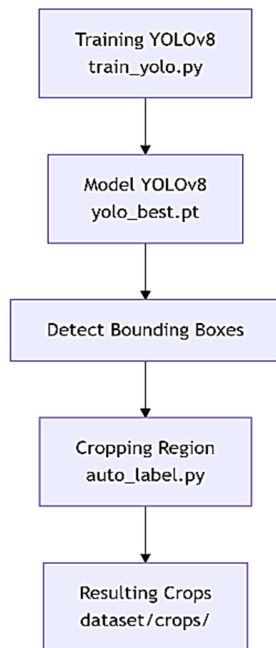 Training YOLOv8
train_yolo.py
Model YOLOv8
yolo_best.pt
Detect Bounding Boxes
Cropping Region
auto_label.py
Resulting Crops
dataset/crops/